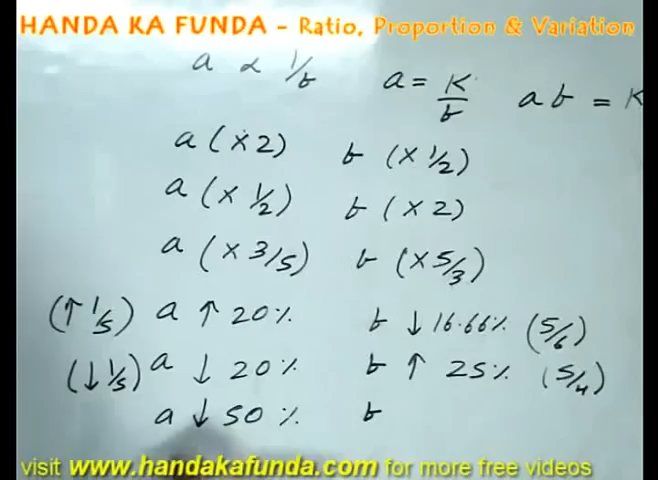 HANDA KA FUNDA - Ratio, Proportion & Variation
a ∝ 1/b a = K/b ab = K
a (×2) b (× 1/2)
a (× 1/2) b (× 2)
a (× 3/5) b (× 5/3)
(↑ 1/5) a ↑ 20% b ↓ 16.66% (5/6)
(↓ 1/5) a ↓ 20% b ↑ 25% (5/4)
a ↓ 50% b
visit www.handakafunda.com for more free videos